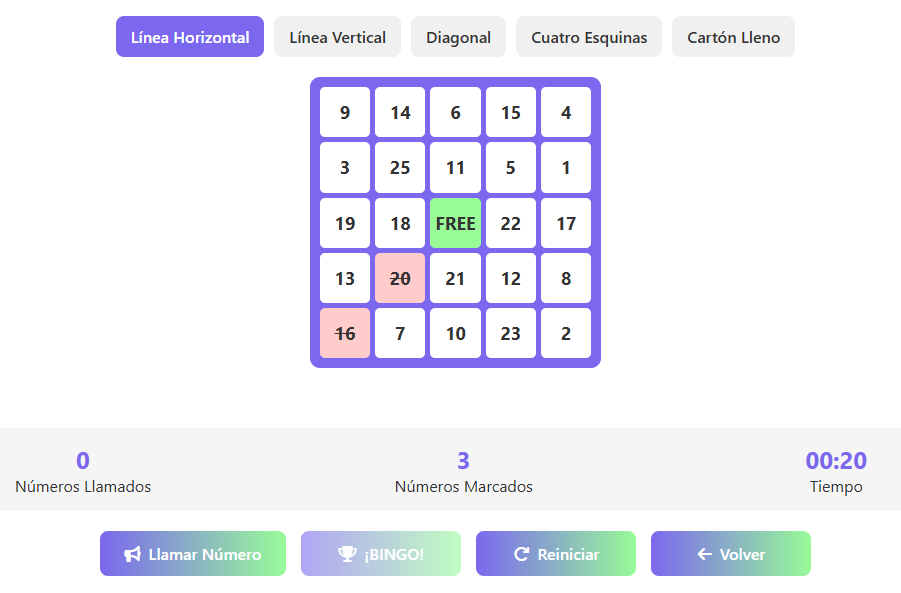 Línea Horizontal Línea Vertical Diagonal Cuatro Esquinas Cartón Lleno
9 14 6 15 4
3 25 11 5 1
19 18 FREE 22 17
13 20 21 12 8
16 7 10 23 2
0 3 00:20
Números Llamados Números Marcados Tiempo
Llamar Número ¡BINGO! Reiniciar Volver